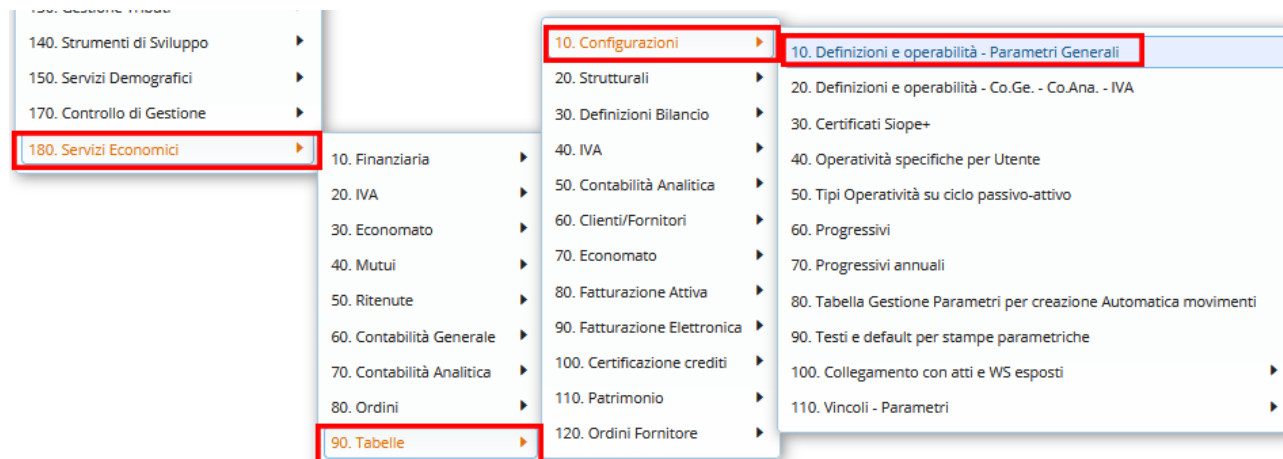 140. Strumenti di Sviluppo
150. Servizi Demografici
170. Controllo di Gestione
180. Servizi Economici
10. Finanziaria
20. IVA
30. Economato
40. Mutui
50. Ritenute
60. Contabilità Generale
70. Contabilità Analitica
80. Ordini
90. Tabelle
10. Configurazioni
20. Strutturali
30. Definizioni Bilancio
40. IVA
50. Contabilità Analitica
60. Clienti/Fornitori
70. Economato
80. Fatturazione Attiva
90. Fatturazione Elettronica
100. Certificazione crediti
110. Patrimonio
120. Ordini Fornitore
10. Definizioni e operabilità - Parametri Generali
20. Definizioni e operabilità - Co.Ge. - Co.Ana. - IVA
30. Certificati Siope+
40. Operatività specifiche per Utente
50. Tipi Operatività su ciclo passivo-attivo
60. Progressivi
70. Progressivi annuali
80. Tabella Gestione Parametri per creazione Automatica movimenti
90. Testi e default per stampe parametriche
100. Collegamento con atti e WS esposti
110. Vincoli - Parametri